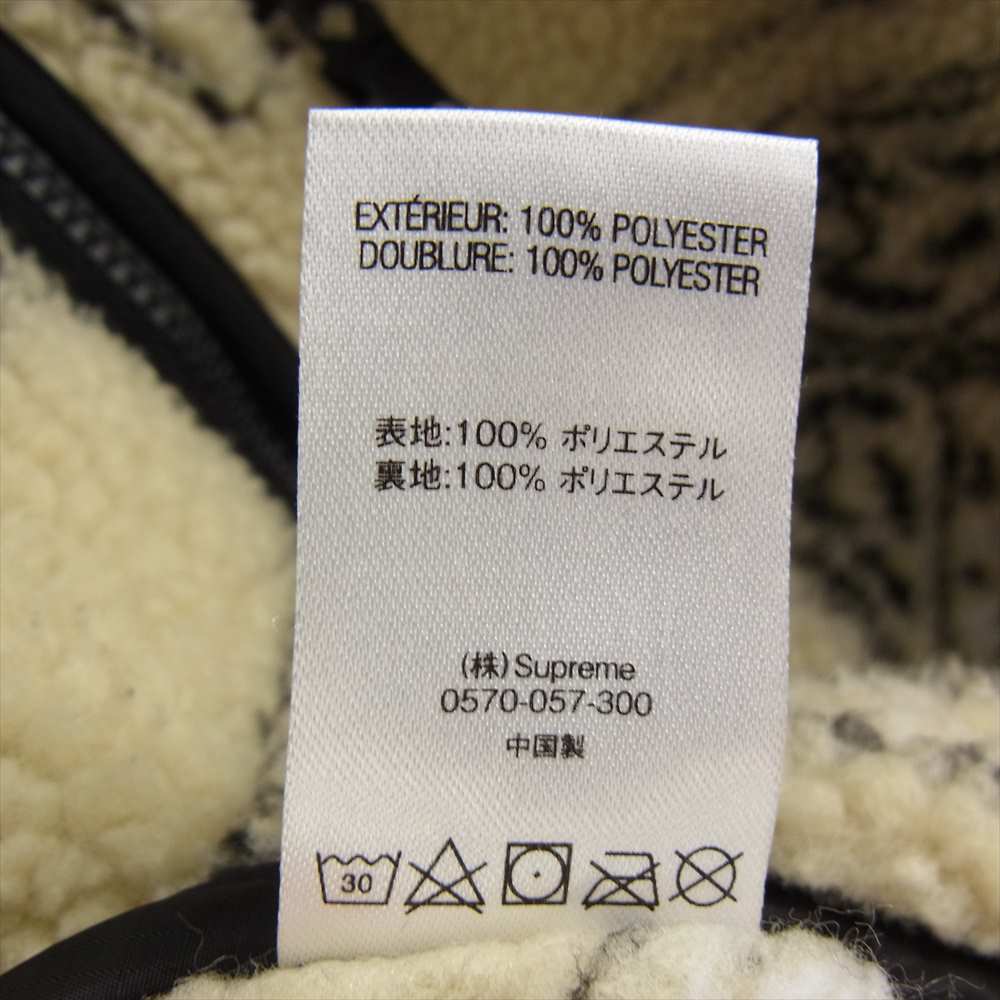 EXTÉRIEUR: 100% POLYESTER
DOUBLURE: 100% POLYESTER
表地:100% ポリエステル
裏地:100% ポリエステル
(株)Supreme
0570-057-300
中国製
30